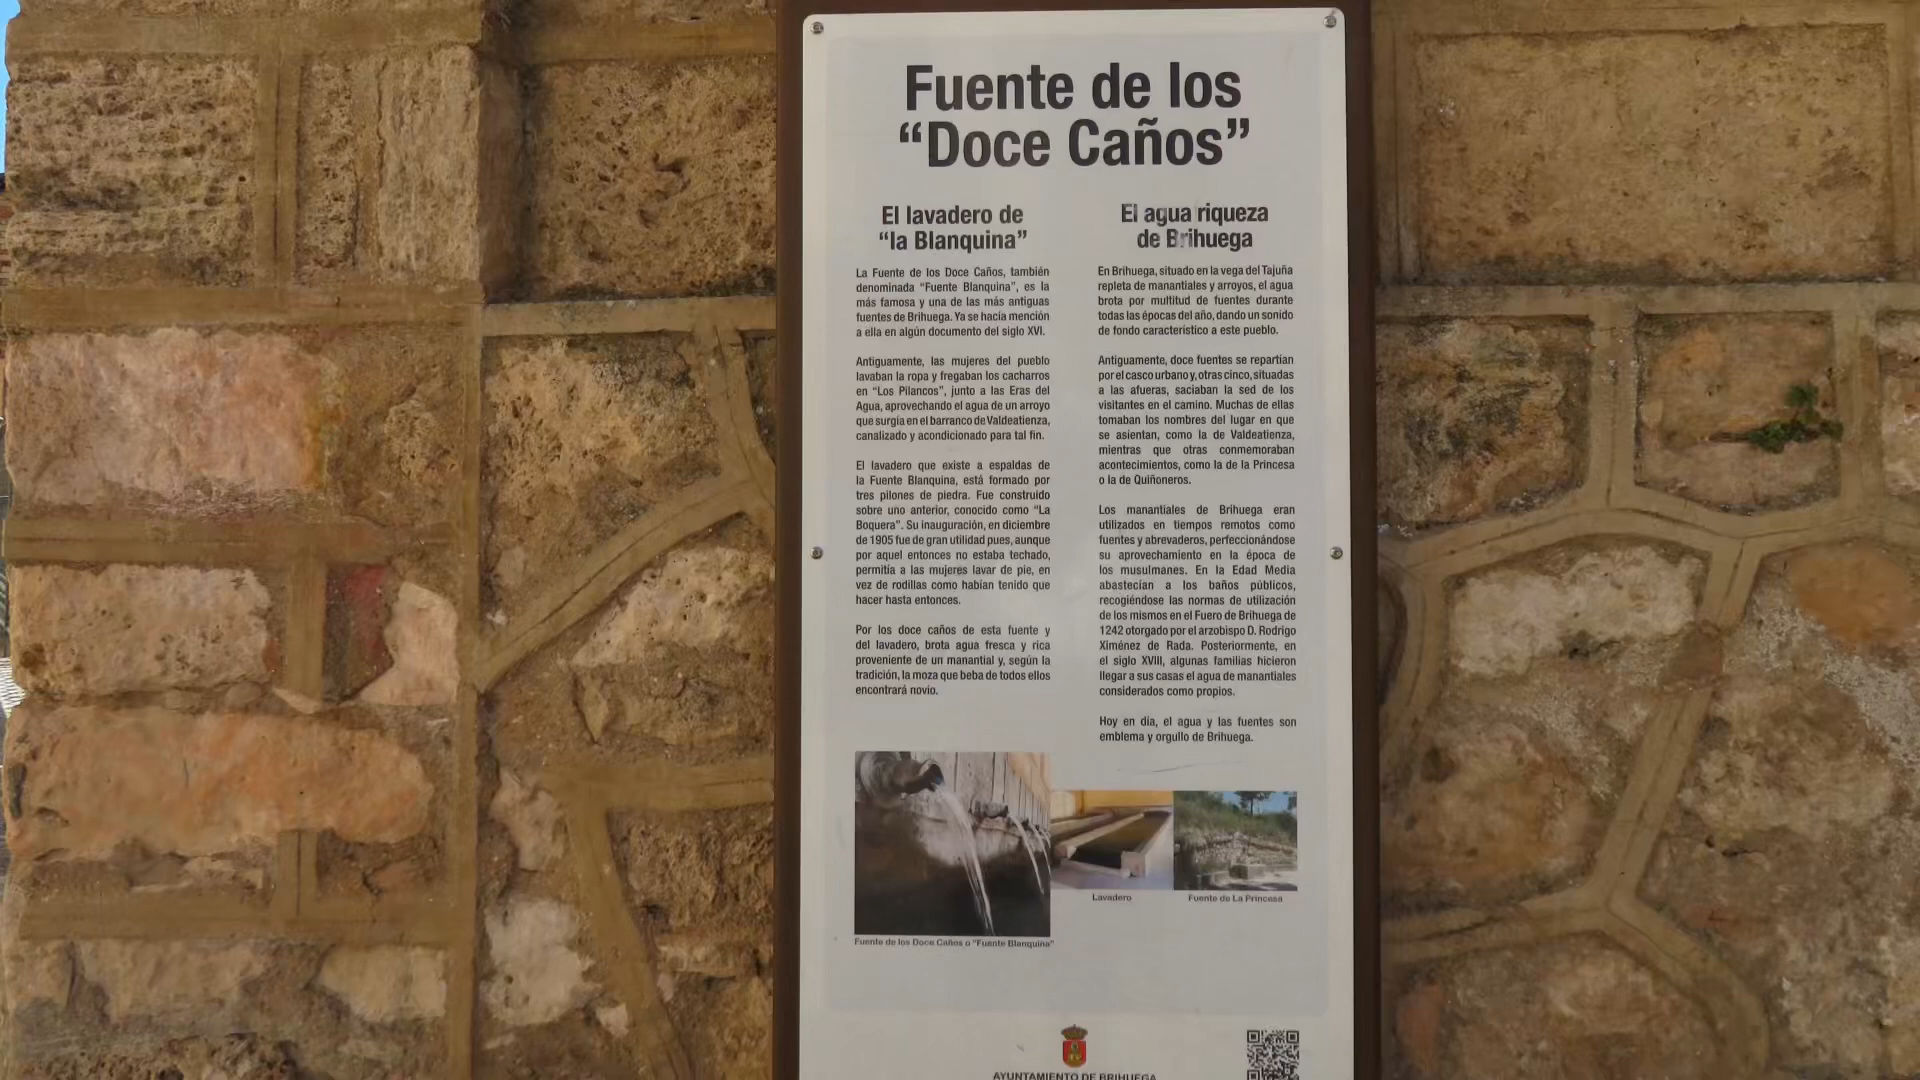 Fuente de los
“Doce Caños”
El lavadero de
“la Blanquina”
La Fuente de los Doce Caños, también
denominada “Fuente Blanquina”, es la
más famosa y una de las más antiguas
fuentes de Brihuega. Ya se hacía mención
a ella en algún documento del siglo XVI.
Antiguamente, las mujeres del pueblo
lavaban la ropa y fregaban los cacharros
en “Los Pilancos”, junto a las Eras del
Agua, aprovechando el agua de un arroyo
que surgía en el barranco de Valdeatienza,
canalizado y acondicionado para tal fin.
El lavadero que existe a espaldas de
la Fuente Blanquina, está formado por
tres pilones de piedra. Fue construido
sobre uno anterior, conocido como “La
Boquera”. Su inauguración, en diciembre
de 1905 fue de gran utilidad pues, aunque
por aquel entonces no estaba techado,
permitía a las mujeres lavar de pie, en
vez de rodillas como habían tenido que
hacer hasta entonces.
Por los doce caños de esta fuente y
del lavadero, brota agua fresca y rica
proveniente de un manantial y, según la
tradición, la moza que beba de todos ellos
encontrará novio.
El agua riqueza
de Brihuega
En Brihuega, situado en la vega del Tajuña
repleta de manantiales y arroyos, el agua
brota por multitud de fuentes durante
todas las épocas del año, dando un sonido
de fondo característico a este pueblo.
Antiguamente, doce fuentes se repartían
por el casco urbano y, otras cinco, situadas
a las afueras, saciaban la sed de los
visitantes en el camino. Muchas de ellas
tomaban los nombres del lugar en que
se asientan, como la de Valdeatienza,
mientras que otras conmemoraban
acontecimientos, como la de la Princesa
o la de Quiñoneros.
Los manantiales de Brihuega eran
utilizados en tiempos remotos como
fuentes y abrevaderos, perfeccionándose
su aprovechamiento en la época de
los musulmanes. En la Edad Media
abastecían a los baños públicos,
recogiéndose las normas de utilización
de los mismos en el Fuero de Brihuega de
1242 otorgado por el arzobispo D. Rodrigo
Ximénez de Rada. Posteriormente, en
el siglo XVIII, algunas familias hicieron
llegar a sus casas el agua de manantiales
considerados como propios.
Hoy en día, el agua y las fuentes son
emblema y orgullo de Brihuega.
Lavadero
Fuente de La Princesa
Fuente de los Doce Caños o “Fuente Blanquina”
AYUNTAMIENTO DE BRIHUEGA